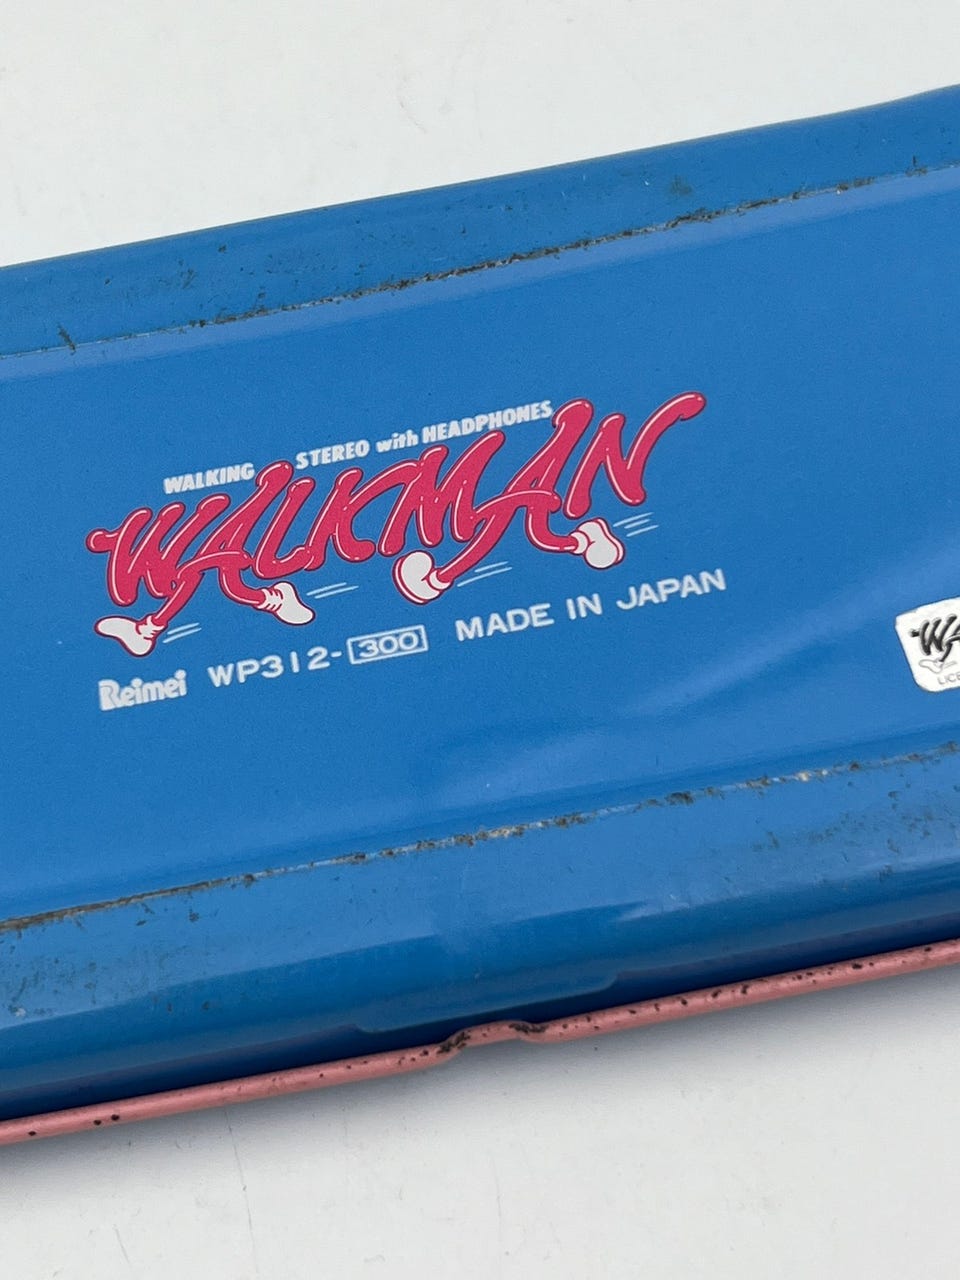 WALKING STEREO with HEADPHONES
WALKMAN
Reimei WP312-300 MADE IN JAPAN